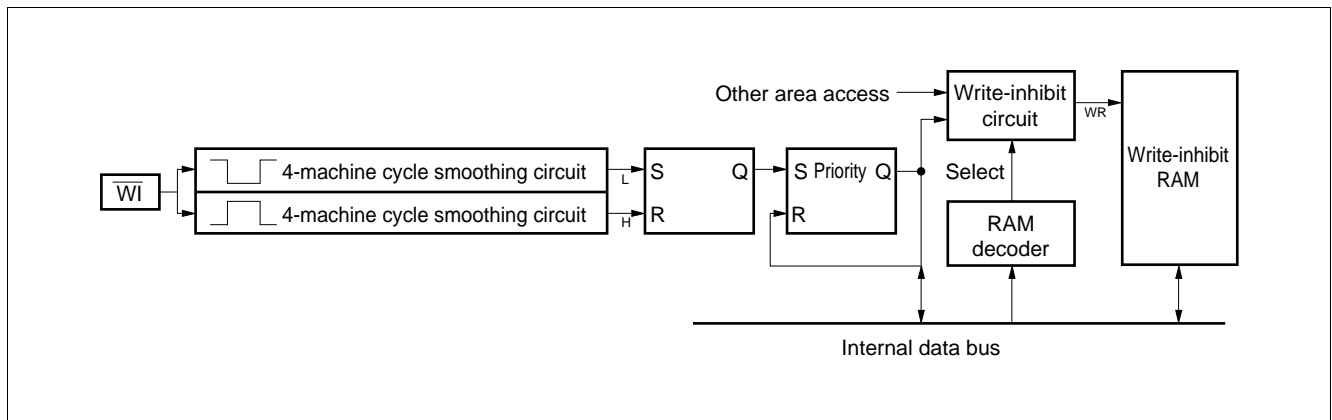 Other area access
Write-inhibit
circuit
WR
Write-inhibit
RAM
WI
4-machine cycle smoothing circuit
L
S
Q
S Priority Q
Select
4-machine cycle smoothing circuit
H
R
R
RAM
decoder
Internal data bus